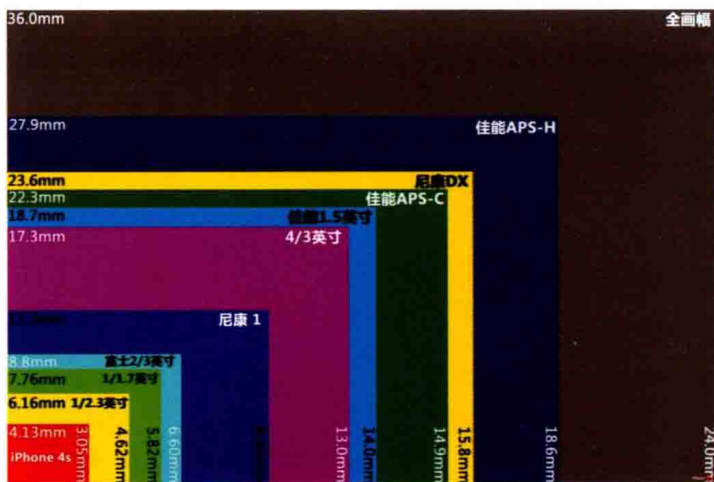 36.0mm 全画幅
27.9mm 佳能APS-H
23.6mm 尼康DX
22.3mm 佳能APS-C
18.7mm 佳能1.5英寸
17.3mm 4/3英寸
尼康 1
8.8mm 富士2/3英寸
7.76mm 1/1.7英寸
6.16mm 1/2.3英寸
4.13mm
iPhone 4s
3.05mm
4.62mm
5.82mm
6.60mm
13.0mm
14.0mm
14.9mm
15.8mm
18.6mm
24.0mm